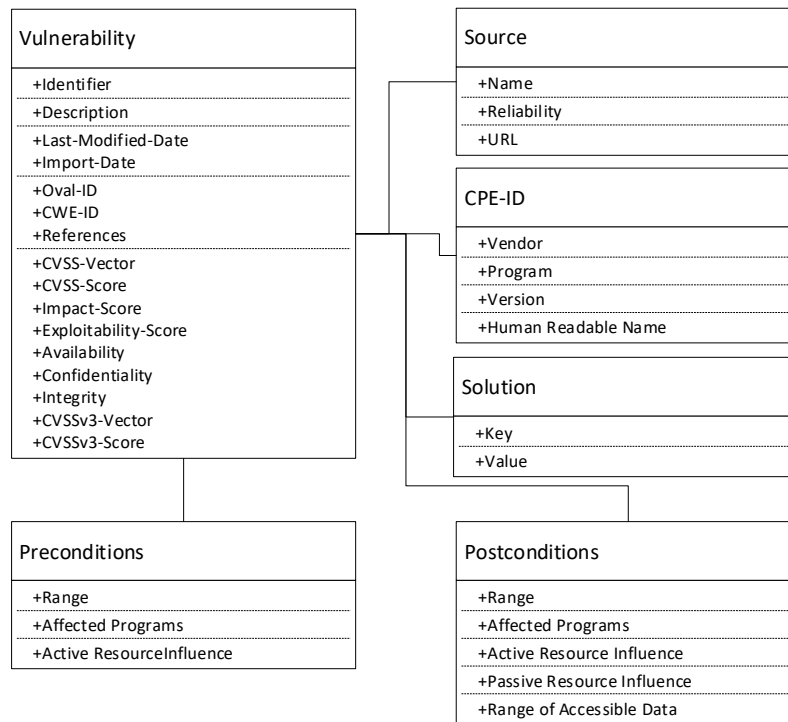 Vulnerability
+Identifier
+Description
+Last-Modified-Date
+Import-Date
+Oval-ID
+CWE-ID
+References
+CVSS-Vector
+CVSS-Score
+Impact-Score
+Exploitability-Score
+Availability
+Confidentiality
+Integrity
+CVSSv3-Vector
+CVSSv3-Score
Source
+Name
+Reliability
+URL
CPE-ID
+Vendor
+Program
+Version
+Human Readable Name
Solution
+Key
+Value
Preconditions
+Range
+Affected Programs
+Active ResourceInfluence
Postconditions
+Range
+Affected Programs
+Active Resource Influence
+Passive Resource Influence
+Range of Accessible Data